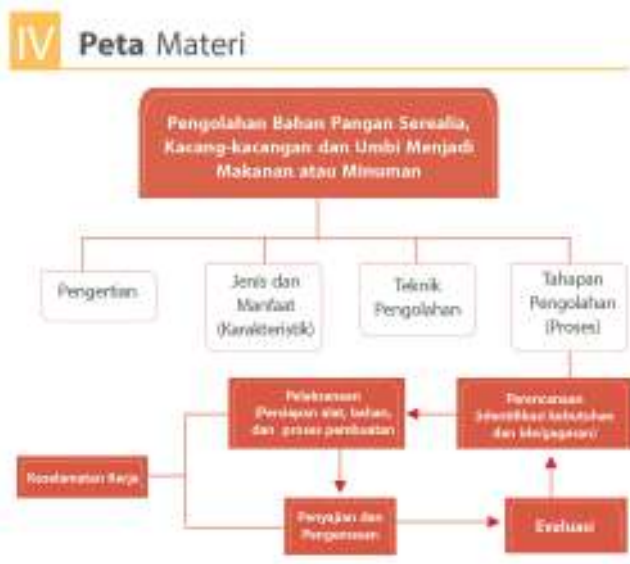 IV Peta Materi
Pengolahan Bahan Pangan Serealia,
Kacang-kacangan dan Umbi Menjadi
Makanan atau Minuman
Pengertian
Jenis dan
Manfaat
(Karakteristik)
Teknik
Pengolahan
Tahapan
Pengolahan
(Proses)
Pelaksanaan
(Persiapan alat, bahan,
dan proses pembuatan
Perencanaan
(identifikasi kebutuhan
dan ide/gagasan)
Keselamatan Kerja
Penyajian dan
Pengemasan
Evaluasi